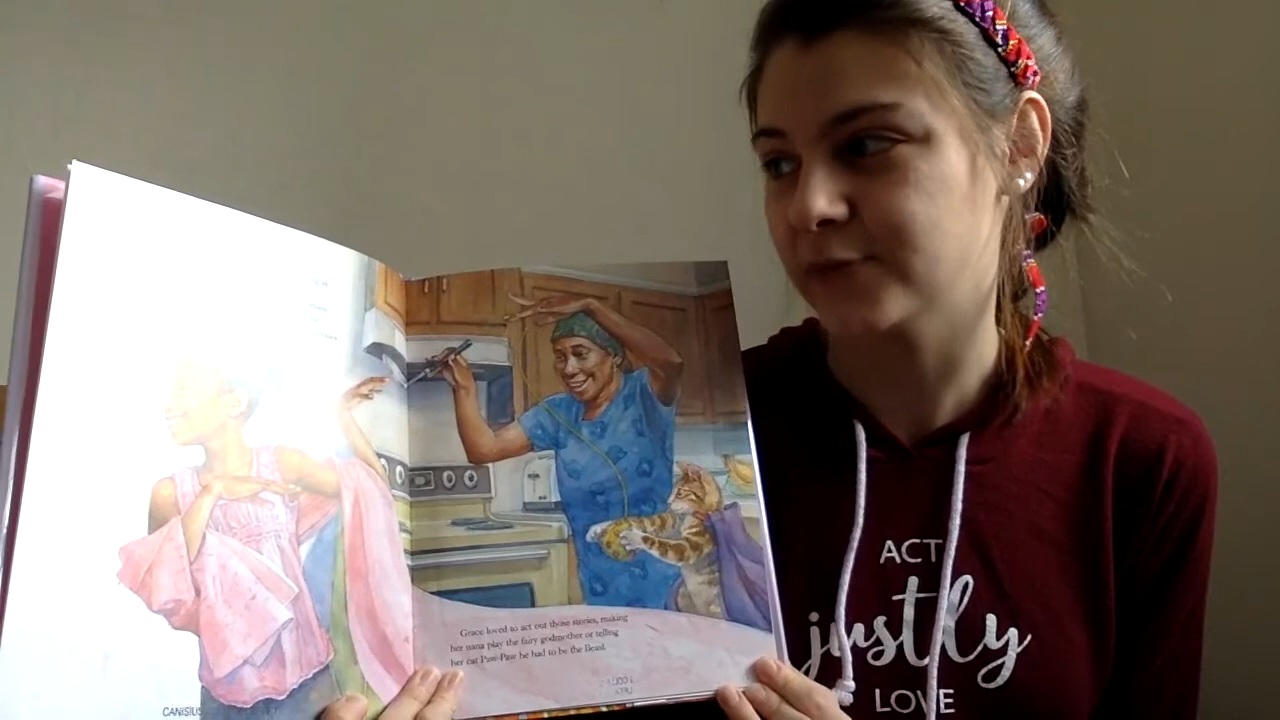 Grace loved to act out those stories, making
her nana play the fairy godmother or telling
her cat Paw-Paw he had to be the Beast.
CANISIUS
ACT
justly
LOVE